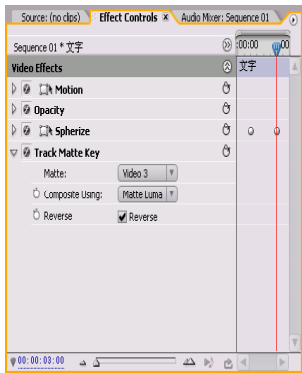 Source: (no clips) Effect Controls × Audio Mixer: Sequence 01
Sequence 01 * 文字 :00:00 00
Video Effects 文字
Motion
Opacity
Spherize
Track Matte Key
Matte: Video 3
Composite Using: Matte Luma
Reverse Reverse
00:00:03:00